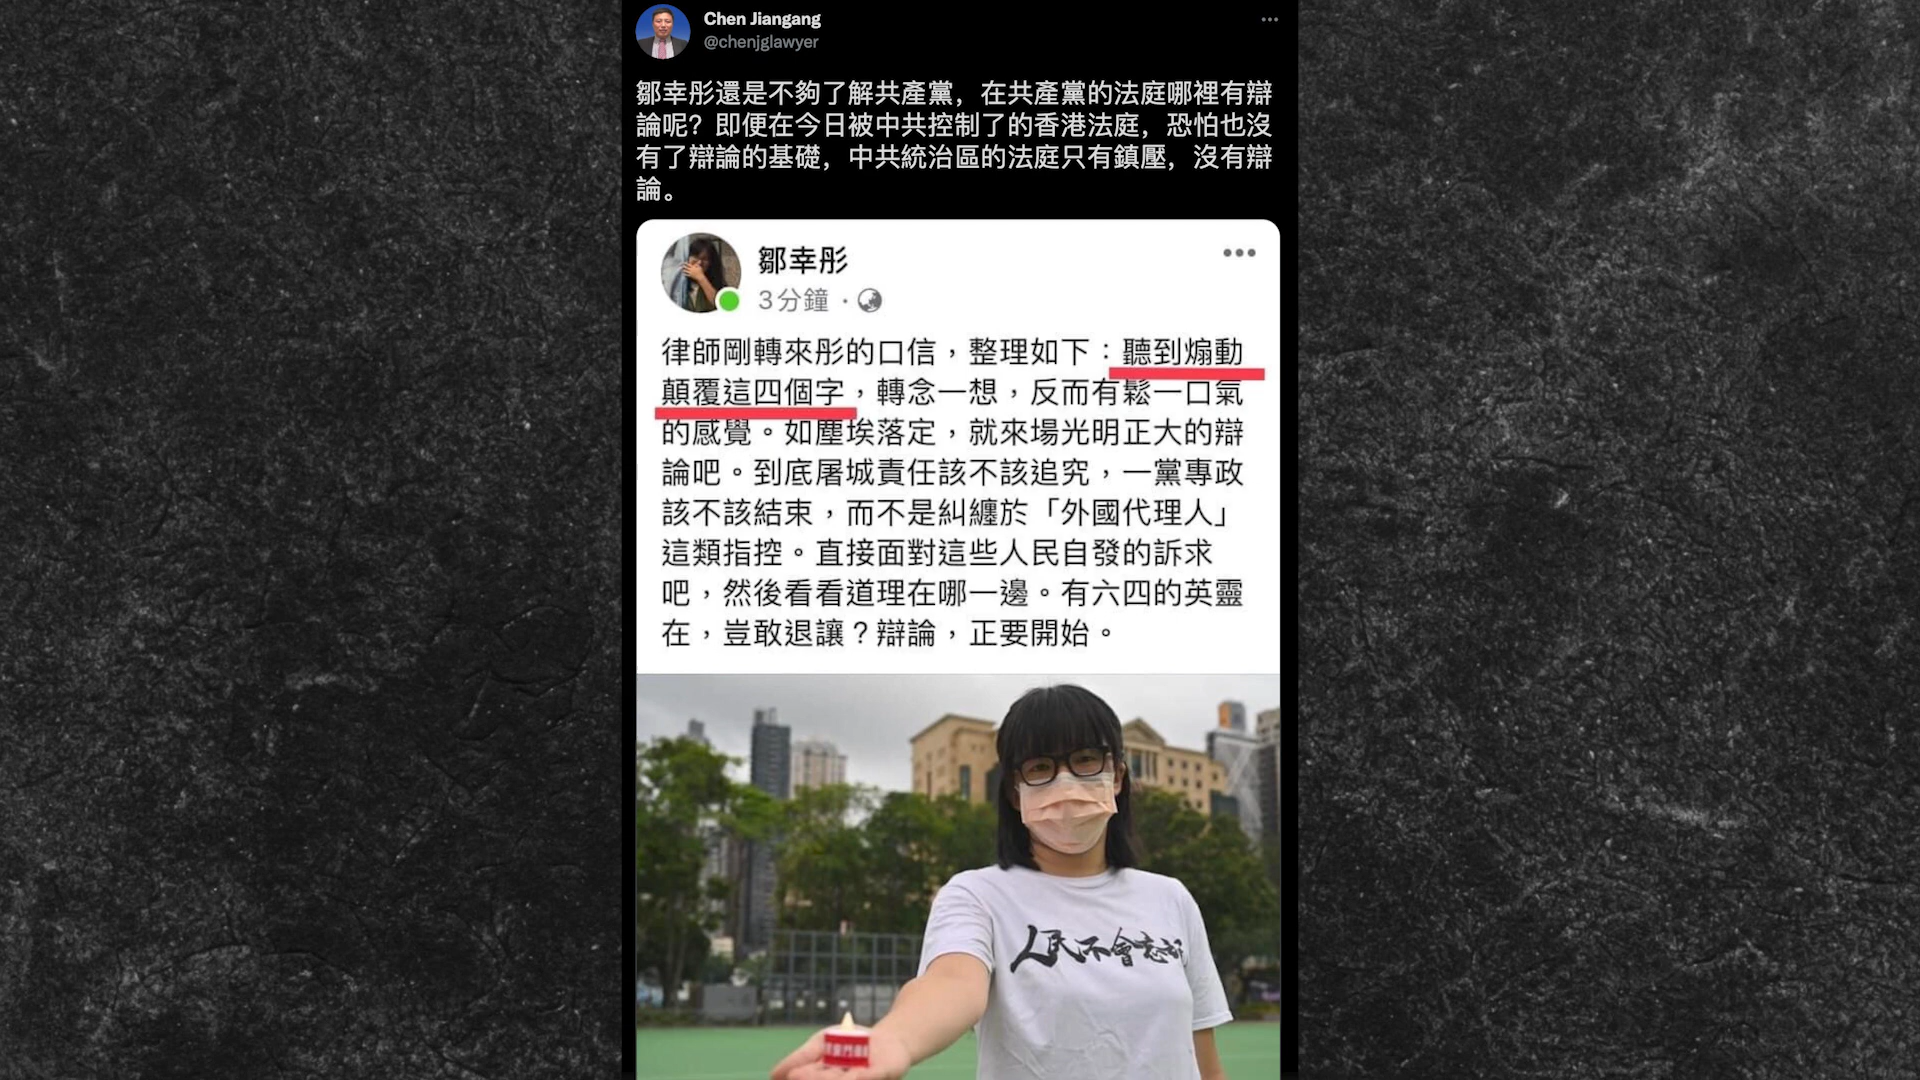 Chen Jiangang
@chenjglawyer
鄒幸彤還是不夠了解共產黨，在共產黨的法庭哪裡有辯
論呢？即便在今日被中共控制了的香港法庭，恐怕也沒
有了辯論的基礎，中共統治區的法庭只有鎮壓，沒有辯
論。
鄒幸彤
3分鐘 ·
律師剛轉來彤的口信，整理如下：聽到煽動
顛覆這四個字，轉念一想，反而有鬆一口氣
的感覺。如塵埃落定，就來場光明正大的辯
論吧。到底屠城責任該不該追究，一黨專政
該不該結束，而不是糾纏於「外國代理人」
這類指控。直接面對這些人民自發的訴求
吧，然後看看道理在哪一邊。有六四的英靈
在，豈敢退讓？辯論，正要開始。
人民不會忘記